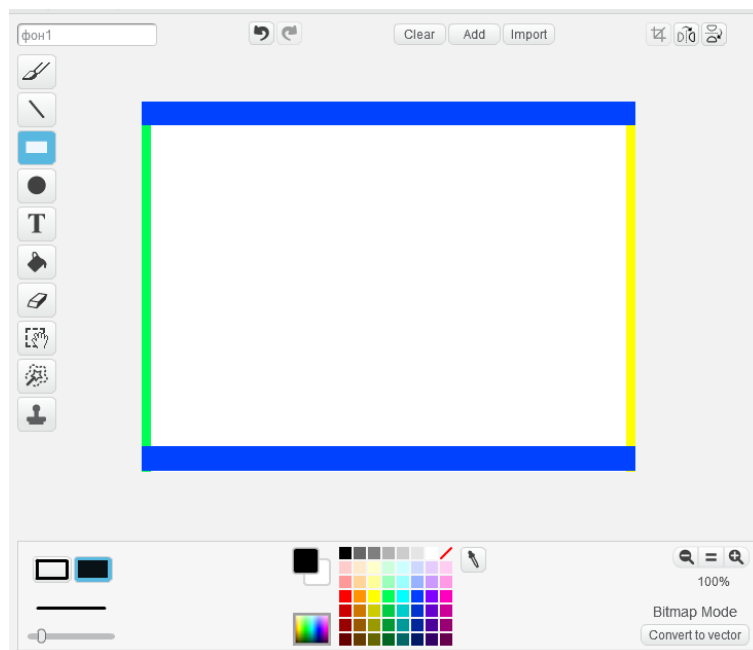 фон1
Clear
Add
Import
T
100%
Bitmap Mode
Convert to vector